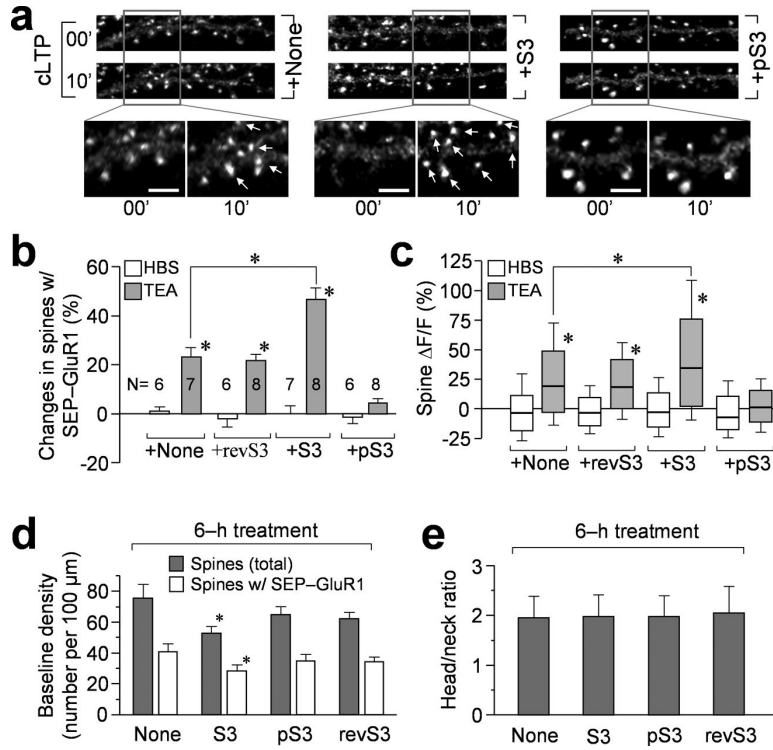 a
cLTP
00'
10'
+None
+S3
+pS3
00' 10' 00' 10' 00' 10'
b
Changes in spines w/
SEP–GluR1 (%)
HBS
TEA
*
60
40
20
0
-20
* * *
N= 6 7 6 8 7 8 6 8
+None +revS3 +S3 +pS3
c
Spine ΔF/F (%)
HBS
TEA
*
125
100
75
50
25
0
-25
* * *
+None +revS3 +S3 +pS3
d
6–h treatment
Spines (total)
Spines w/ SEP–GluR1
Baseline density
(number per 100 µm)
80
60
40
20
0
* *
None S3 pS3 revS3
e
6–h treatment
Head/neck ratio
3
2
1
0
None S3 pS3 revS3